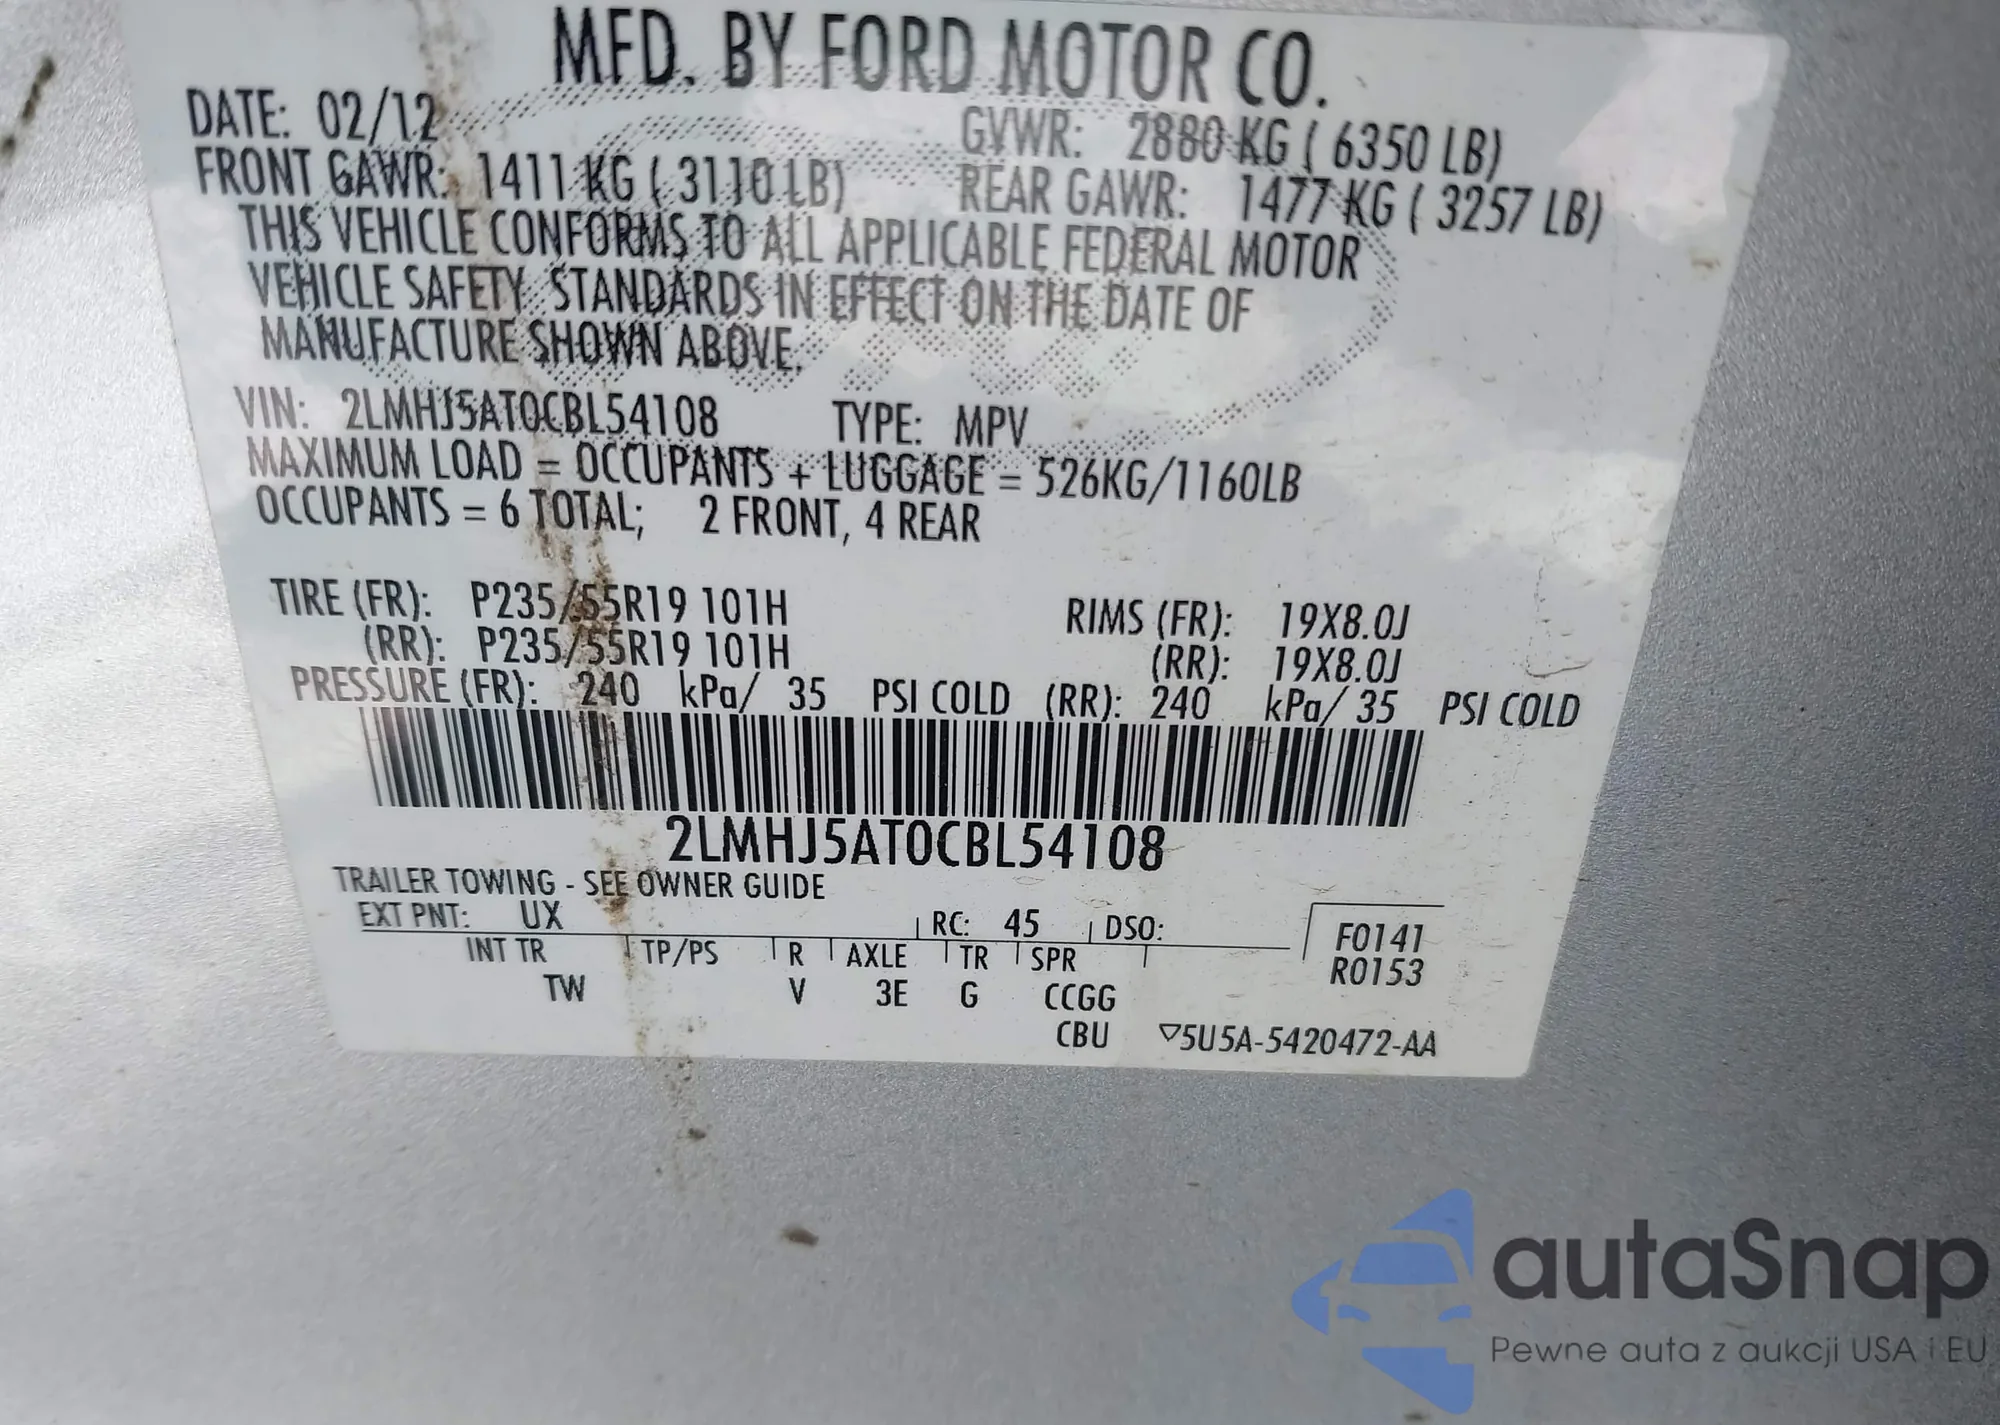 MFD. BY FORD MOTOR CO.
DATE: 02/12 GVWR: 2880 KG ( 6350 LB)
FRONT GAWR: 1411 KG ( 3110 LB) REAR GAWR: 1477 KG ( 3257 LB)
THIS VEHICLE CONFORMS TO ALL APPLICABLE FEDERAL MOTOR
VEHICLE SAFETY STANDARDS IN EFFECT ON THE DATE OF
MANUFACTURE SHOWN ABOVE.
VIN: 2LMHJ5AT0CBL54108 TYPE: MPV
MAXIMUM LOAD = OCCUPANTS + LUGGAGE = 526KG/1160LB
OCCUPANTS = 6 TOTAL; 2 FRONT, 4 REAR
TIRE (FR): P235/55R19 101H RIMS (FR): 19X8.0J
(RR): P235/55R19 101H (RR): 19X8.0J
PRESSURE (FR): 240 kPa/ 35 PSI COLD (RR): 240 kPa/ 35 PSI COLD
2LMHJ5AT0CBL54108
TRAILER TOWING - SEE OWNER GUIDE
EXT PNT: UX RC: 45 DSO: F0141
INT TR TP/PS R AXLE TR SPR R0153
TW V 3E G CCGG
CBU ▽5U5A-5420472-AA
autaSnap
Pewne auta z aukcji USA i EU